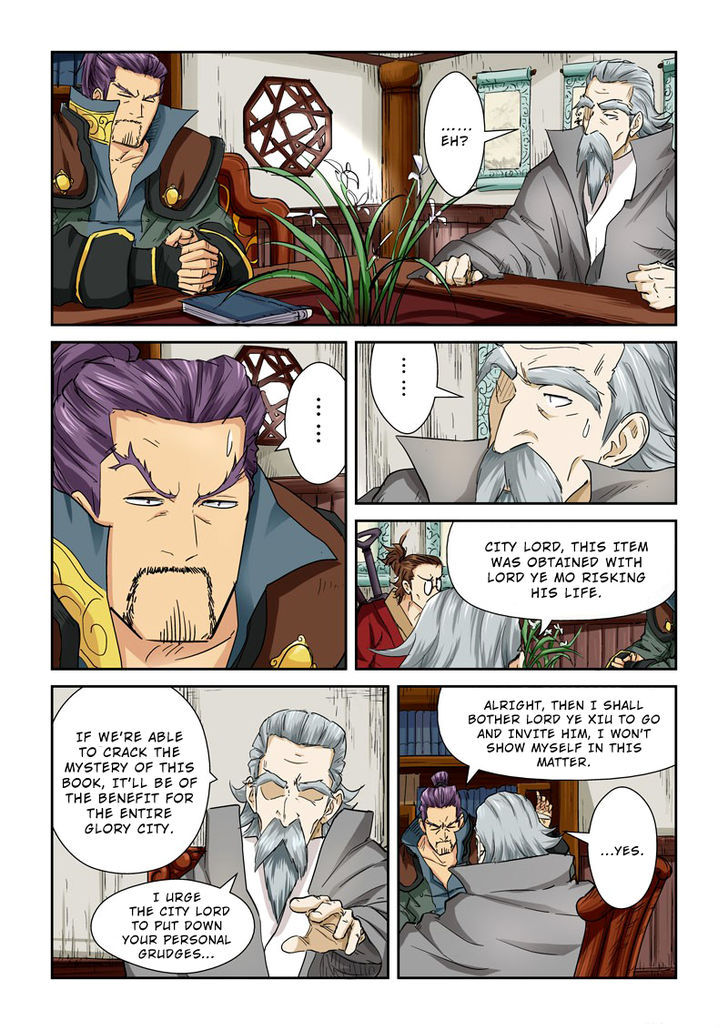 ......
EH?
......
......
CITY LORD, THIS ITEM
WAS OBTAINED WITH
LORD YE MO RISKING
HIS LIFE.
IF WE'RE ABLE
TO CRACK THE
MYSTERY OF THIS
BOOK, IT'LL BE
OF THE BENEFIT FOR
THE ENTIRE
GLORY CITY.
I URGE
THE CITY LORD
TO PUT DOWN
YOUR PERSONAL
GRUDGES...
ALRIGHT, THEN I SHALL
BOTHER LORD YE XIU TO GO
AND INVITE HIM, I WON'T
SHOW MYSELF IN THIS
MATTER.
...YES.